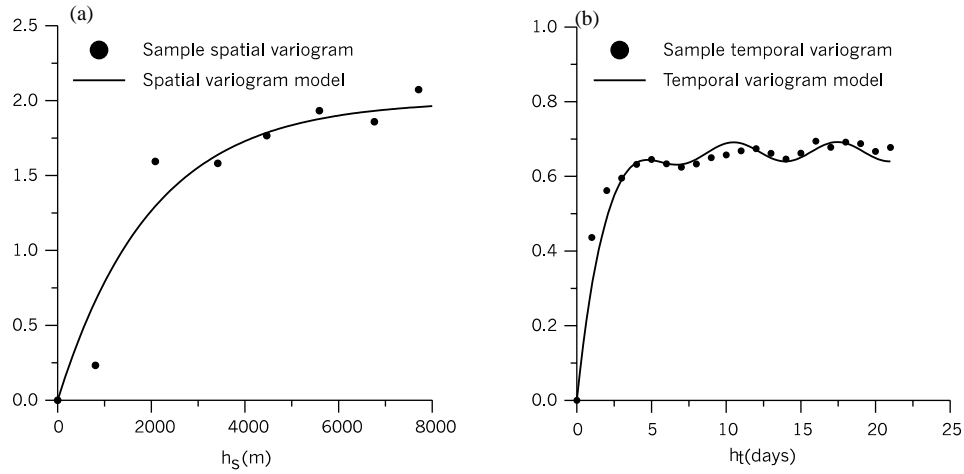 (a)
2.5
2.0
1.5
1.0
0.5
0.0
Sample spatial variogram
Spatial variogram model
0 2000 4000 6000 8000
hs(m)
(b)
1.0
0.8
0.6
0.4
0.2
0.0
Sample temporal variogram
Temporal variogram model
0 5 10 15 20 25
ht(days)